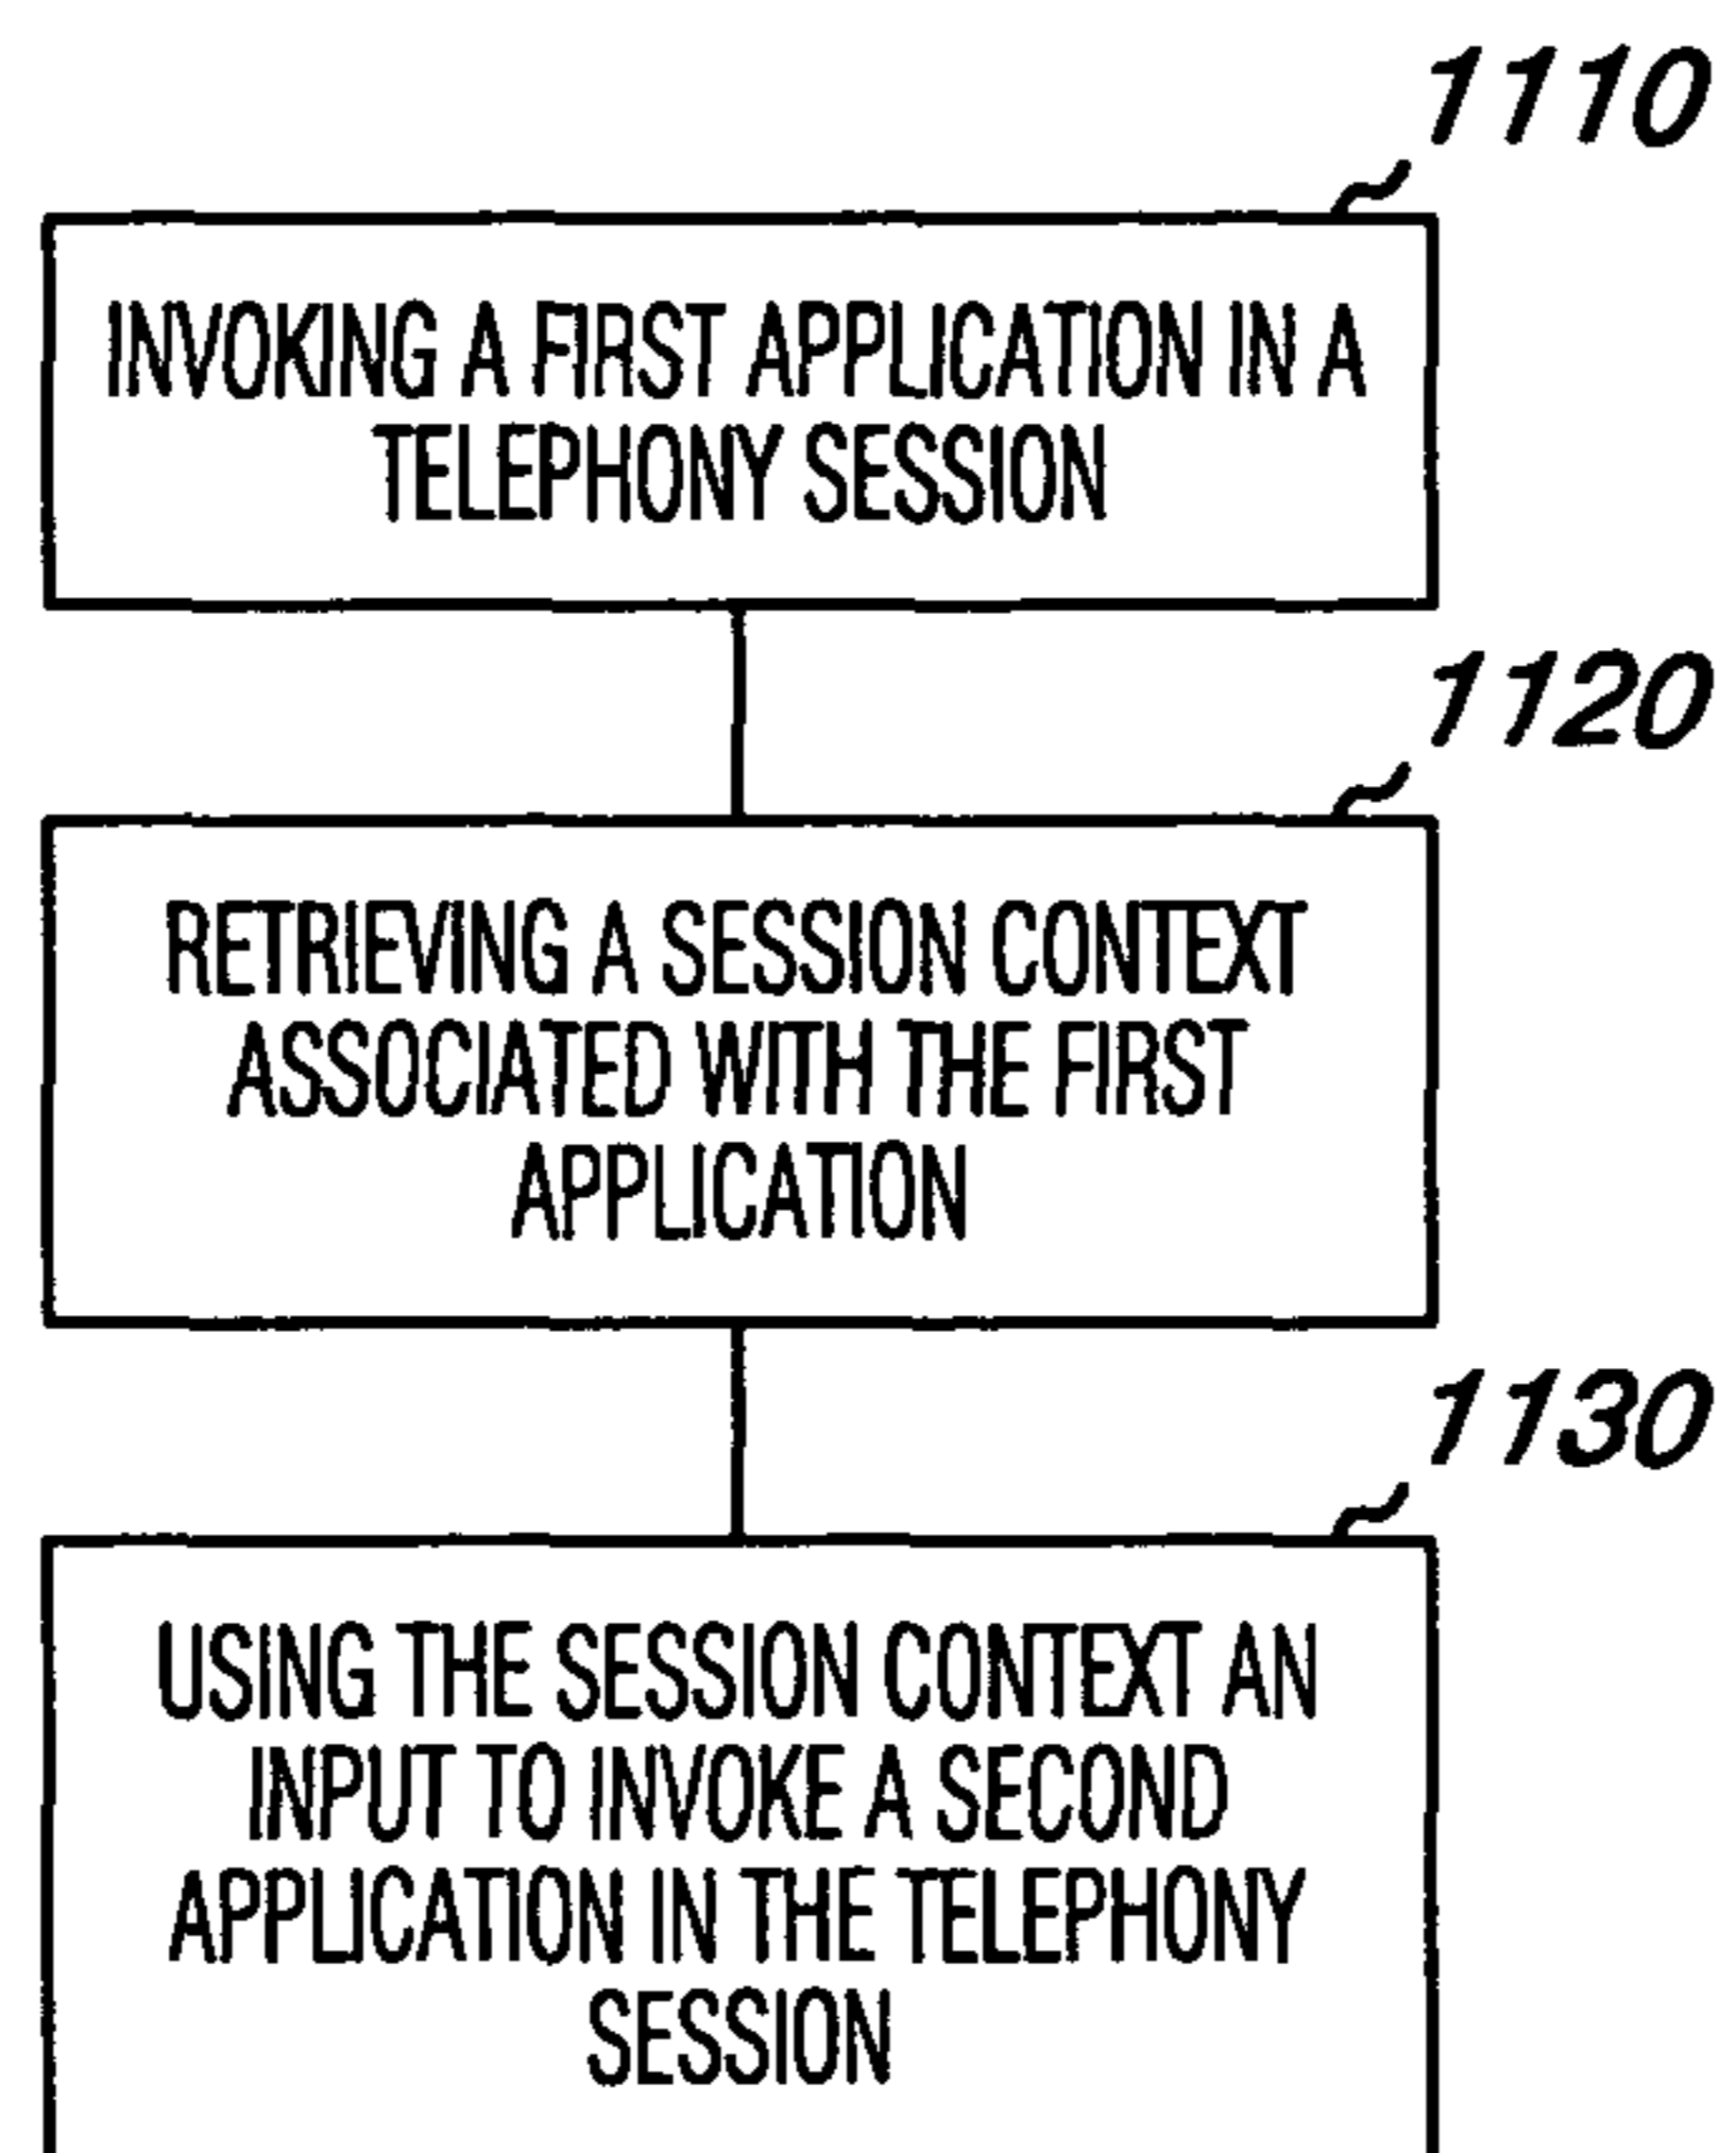 1110
INVOKING A FIRST APPLICATION IN A
TELEPHONY SESSION
1120
RETRIEVING A SESSION CONTEXT
ASSOCIATED WITH THE FIRST
APPLICATION
1130
USING THE SESSION CONTEXT AN
INPUT TO INVOKE A SECOND
APPLICATION IN THE TELEPHONY
SESSION